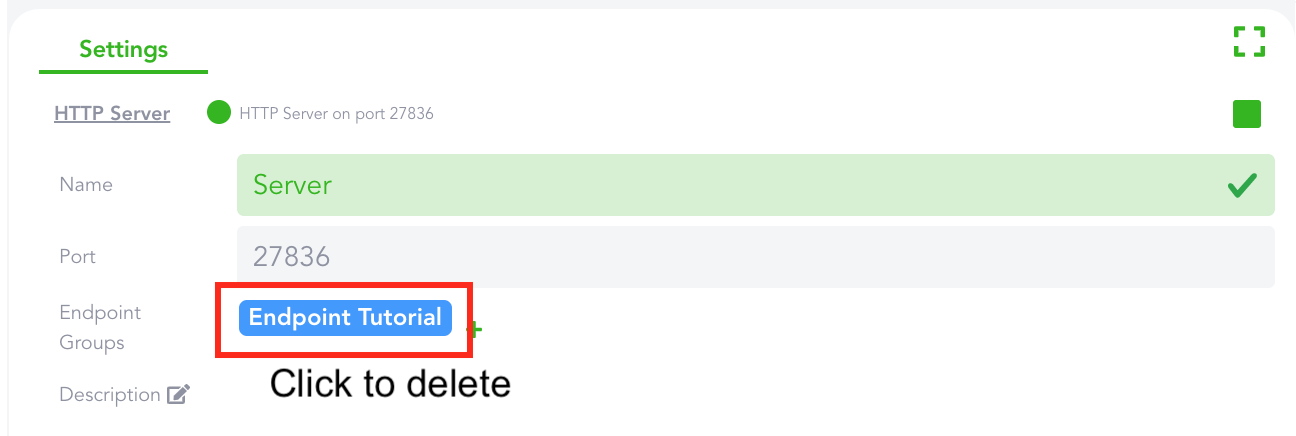 Settings
HTTP Server
HTTP Server on port 27836
Name
Server
Port
27836
Endpoint
Groups
Endpoint Tutorial
+
Description
Click to delete